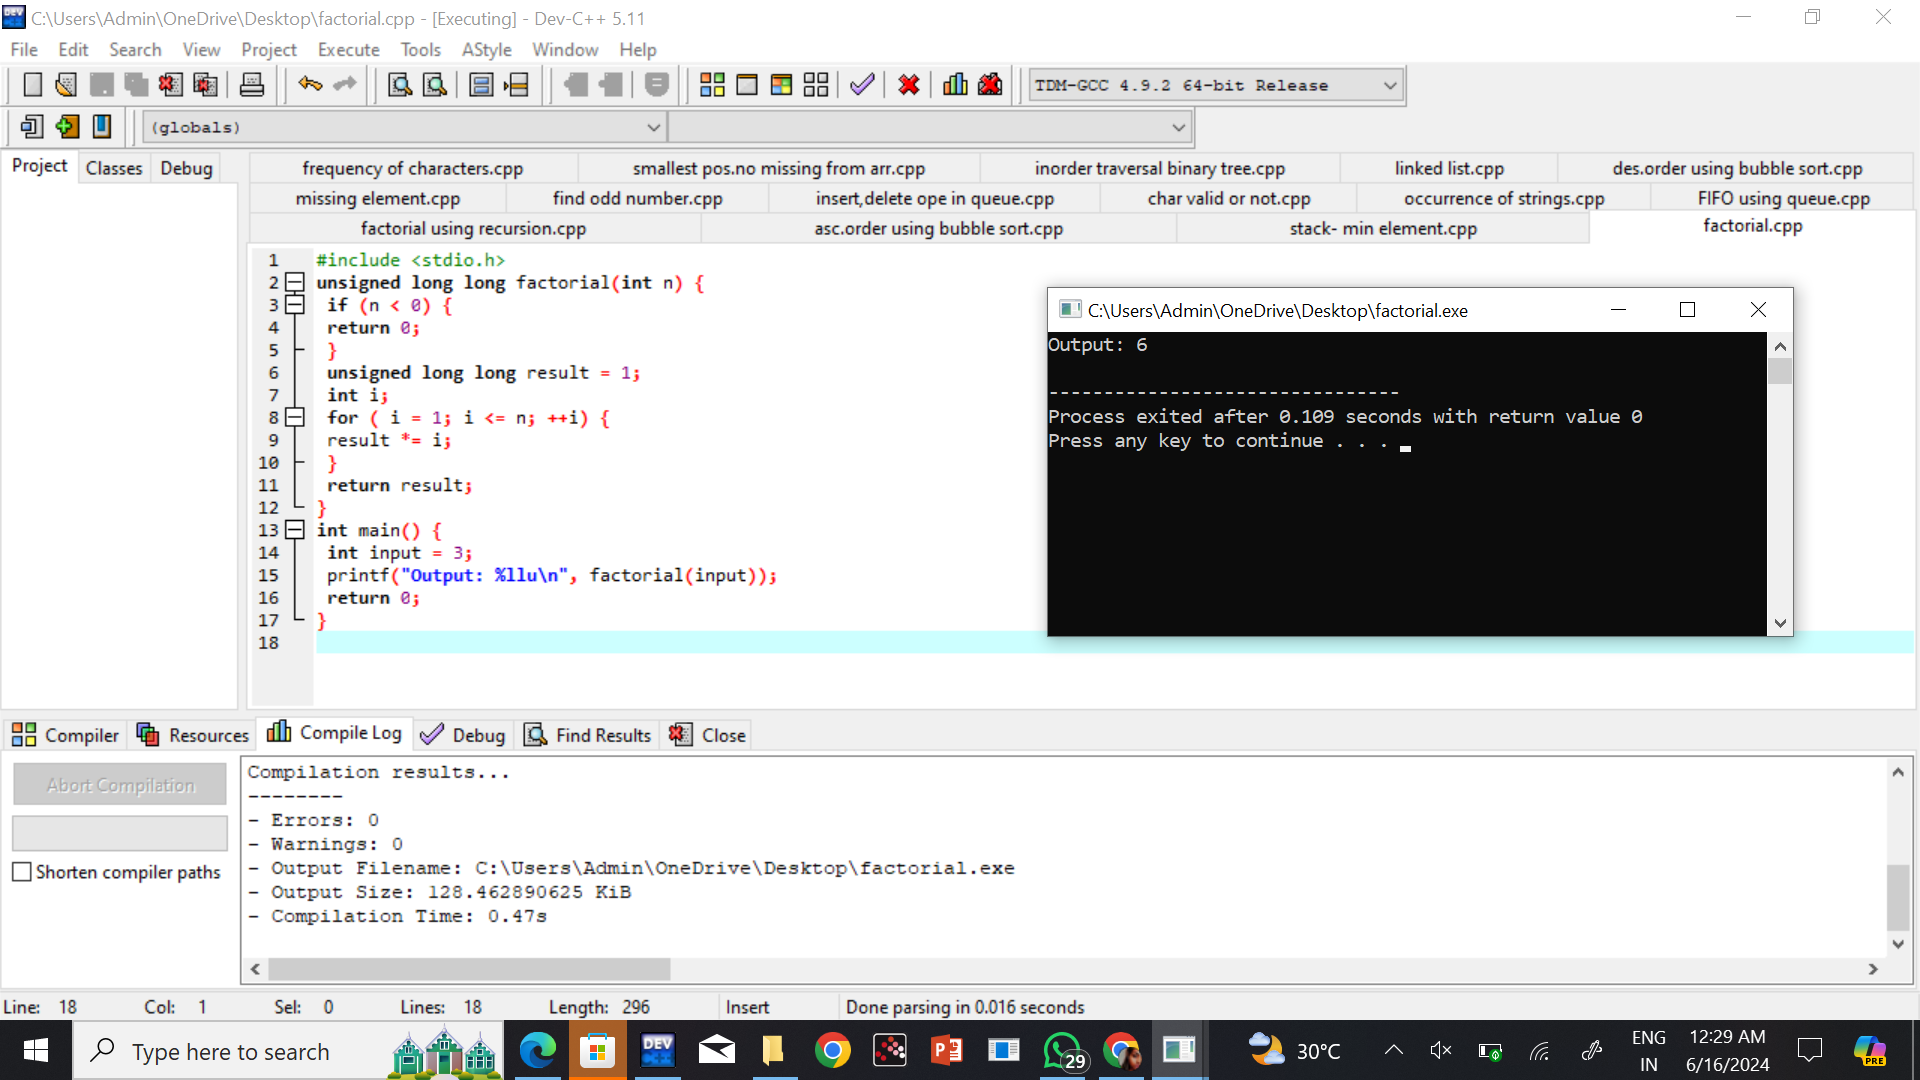 C:\Users\Admin\OneDrive\Desktop\factorial.cpp - [Executing] - Dev-C++ 5.11
File Edit Search View Project Execute Tools AStyle Window Help
TDM-GCC 4.9.2 64-bit Release
(globals)
Project Classes Debug
frequency of characters.cpp smallest pos.no missing from arr.cpp inorder traversal binary tree.cpp linked list.cpp des.order using bubble sort.cpp
missing element.cpp find odd number.cpp insert,delete ope in queue.cpp char valid or not.cpp occurrence of strings.cpp FIFO using queue.cpp
factorial using recursion.cpp asc.order using bubble sort.cpp stack- min element.cpp factorial.cpp
1 #include <stdio.h>
2 unsigned long long factorial(int n) {
3 if (n < 0) {
4 return 0;
5 }
6 unsigned long long result = 1;
7 int i;
8 for ( i = 1; i <= n; ++i) {
9 result *= i;
10 }
11 return result;
12 }
13 int main() {
14 int input = 3;
15 printf("Output: %llu\n", factorial(input));
16 return 0;
17 }
18
C:\Users\Admin\OneDrive\Desktop\factorial.exe
Output: 6
--------------------------------
Process exited after 0.109 seconds with return value 0
Press any key to continue . . .
Compiler Resources Compile Log Debug Find Results Close
Abort Compilation
Shorten compiler paths
Compilation results...
--------
- Errors: 0
- Warnings: 0
- Output Filename: C:\Users\Admin\OneDrive\Desktop\factorial.exe
- Output Size: 128.462890625 KiB
- Compilation Time: 0.47s
Line: 18 Col: 1 Sel: 0 Lines: 18 Length: 296 Insert Done parsing in 0.016 seconds
Type here to search
DEV
29
30°C
ENG
IN
12:29 AM
6/16/2024
PRE